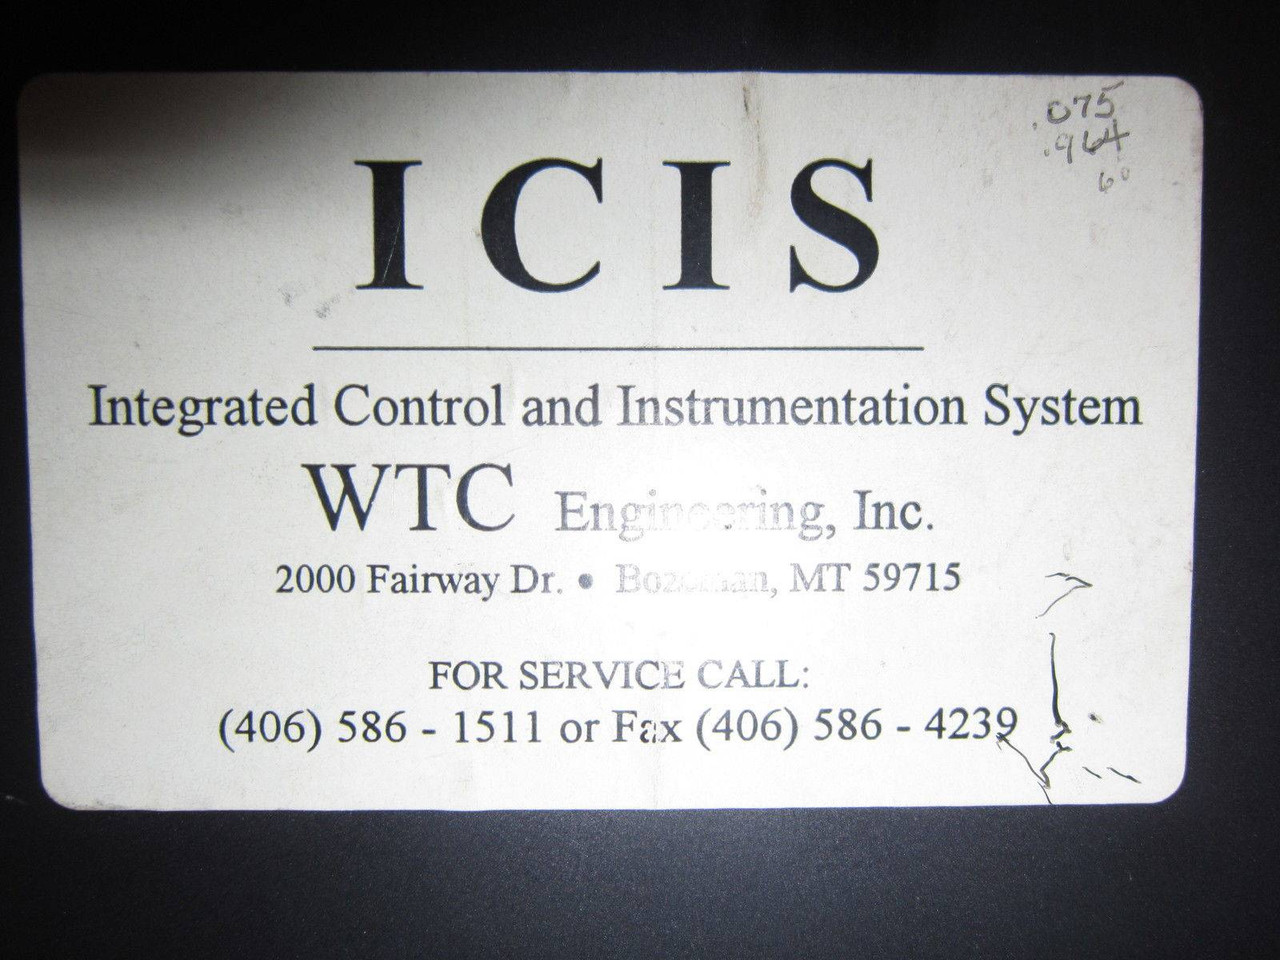 .075
.964
60
I C I S
Integrated Control and Instrumentation System
WTC Engineering, Inc.
2000 Fairway Dr. • Bozeman, MT 59715
FOR SERVICE CALL:
(406) 586 - 1511 or Fax (406) 586 - 4239